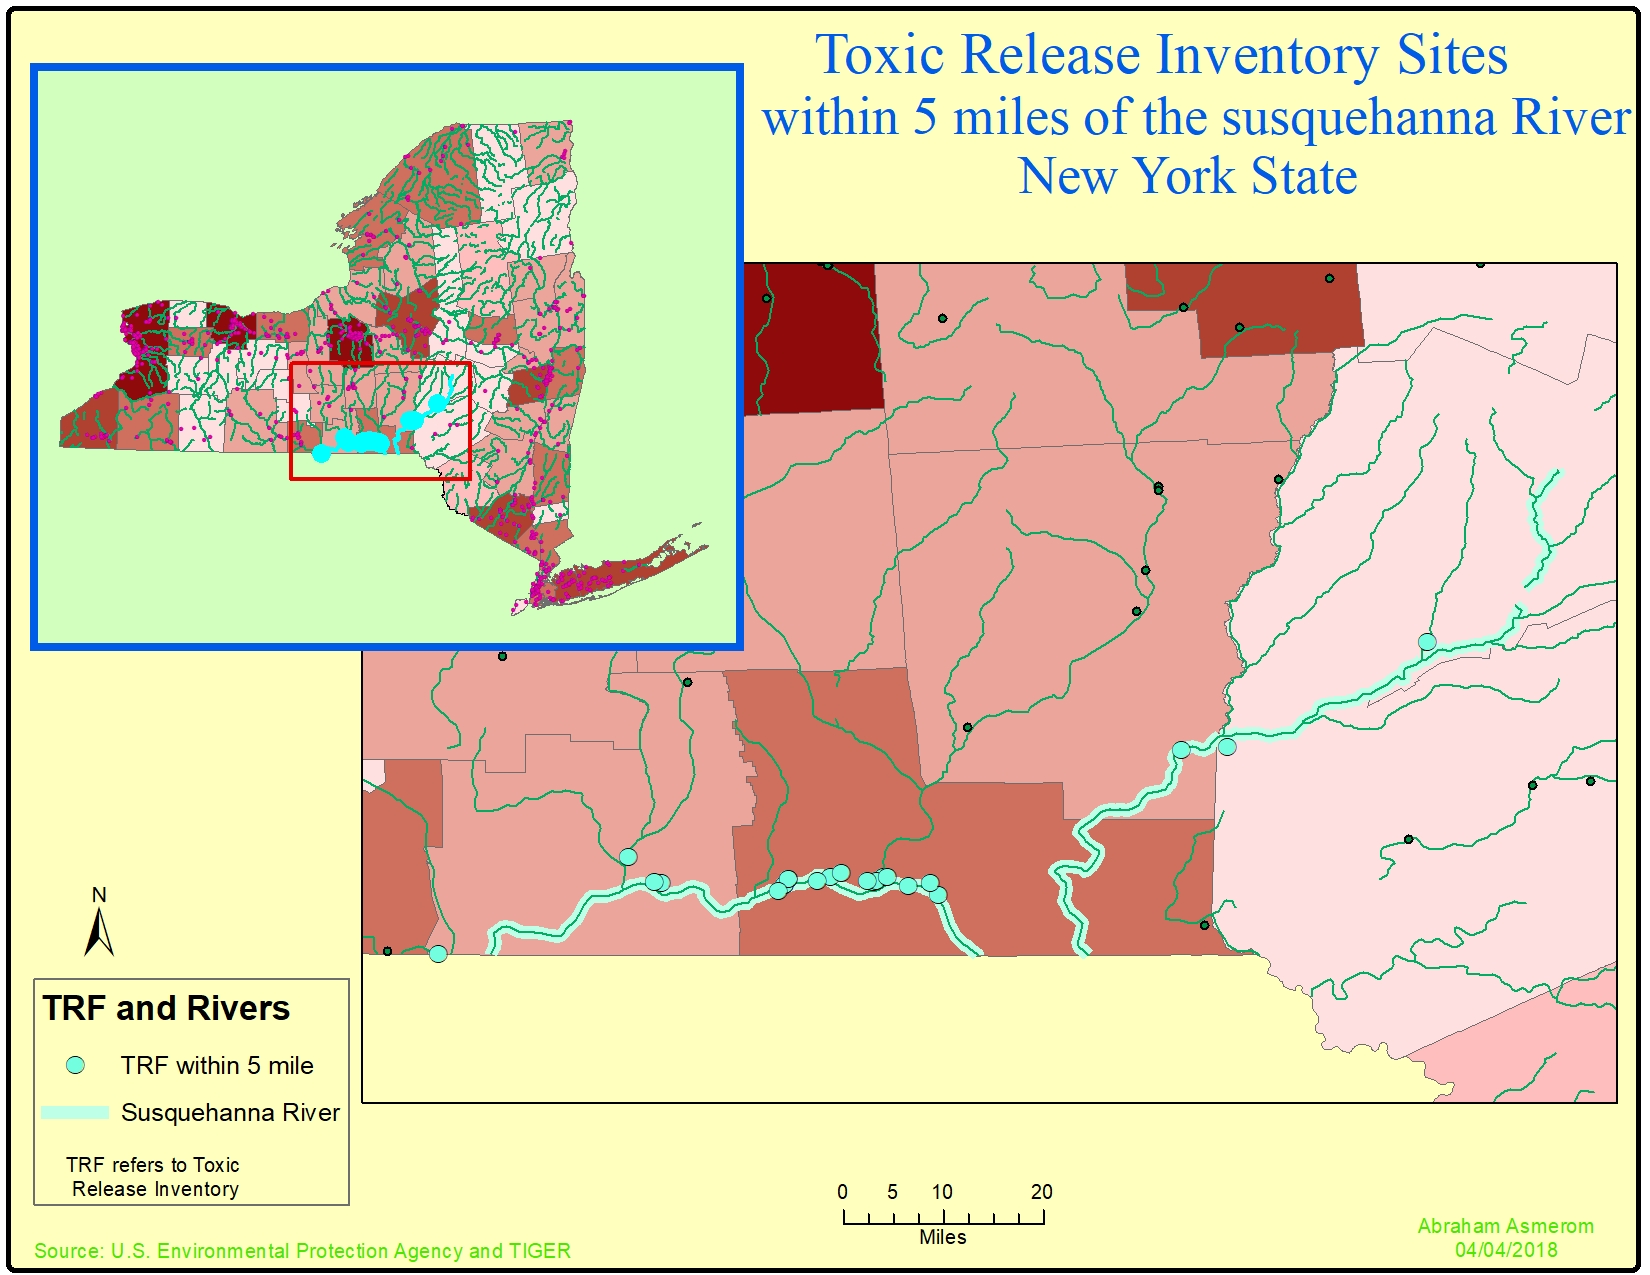 Toxic Release Inventory Sites
within 5 miles of the susquehanna River
New York State
N
TRF and Rivers
TRF within 5 mile
Susquehanna River
TRF refers to Toxic
Release Inventory
0 5 10 20
Miles
Abraham Asmerom
04/04/2018
Source: U.S. Environmental Protection Agency and TIGER